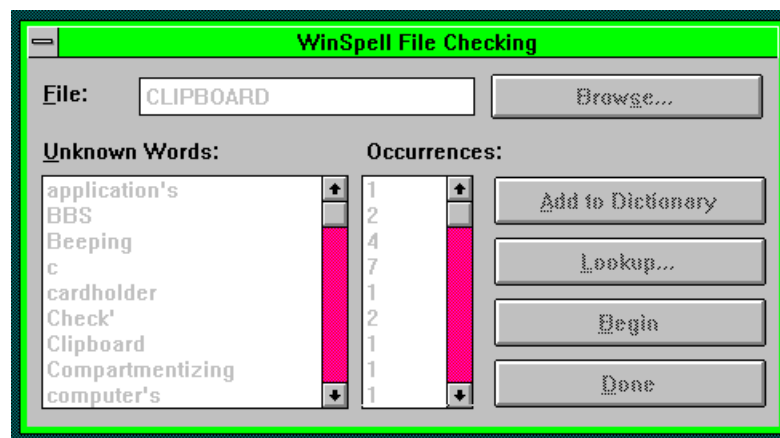 WinSpell File Checking
File: CLIPBOARD Browse...
Unknown Words: Occurrences:
application's 1
BBS 2
Beeping 4
c 7
cardholder 1
Check' 2
Clipboard 1
Compartmentizing 1
computer's 1
Add to Dictionary
Lookup...
Begin
Done